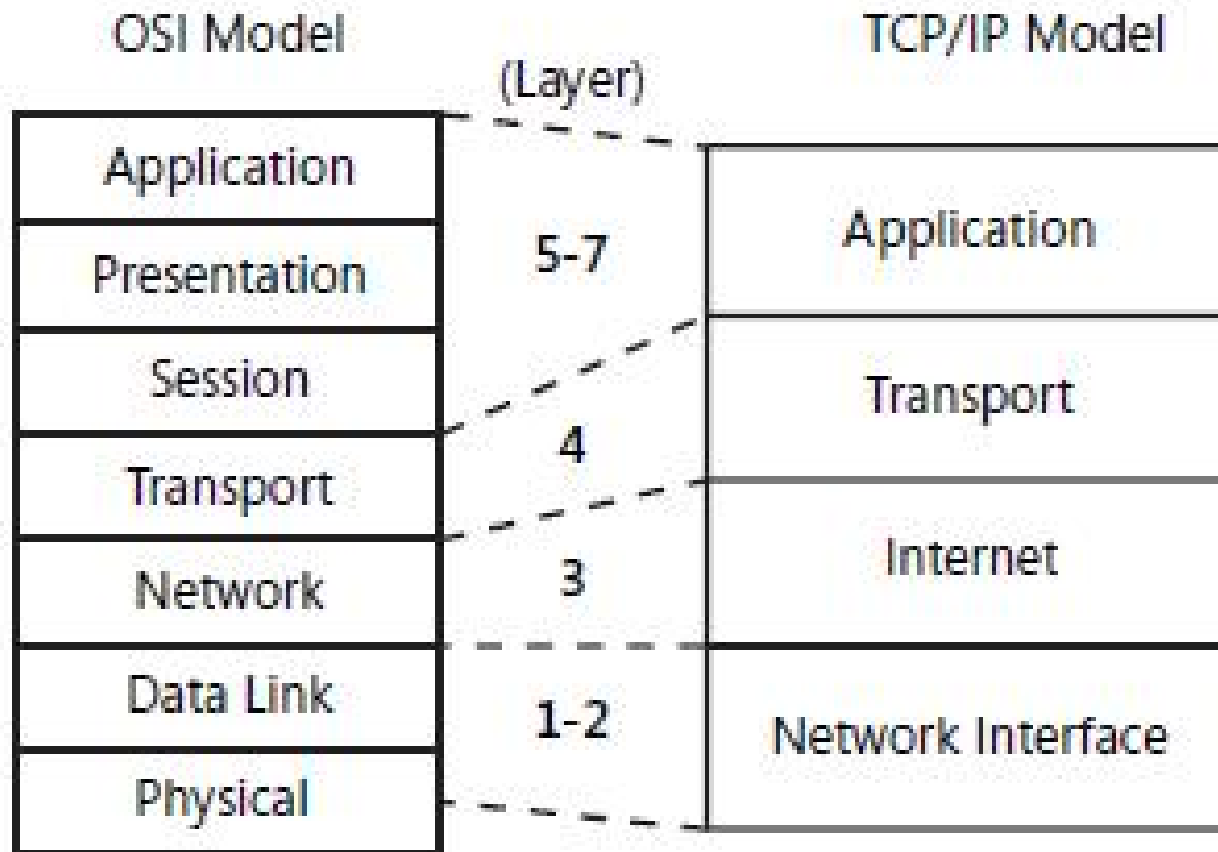 OSI Model
TCP/IP Model
(Layer)
Application
Presentation
Session
Transport
Network
Data Link
Physical
5-7
4
3
1-2
Application
Transport
Internet
Network Interface